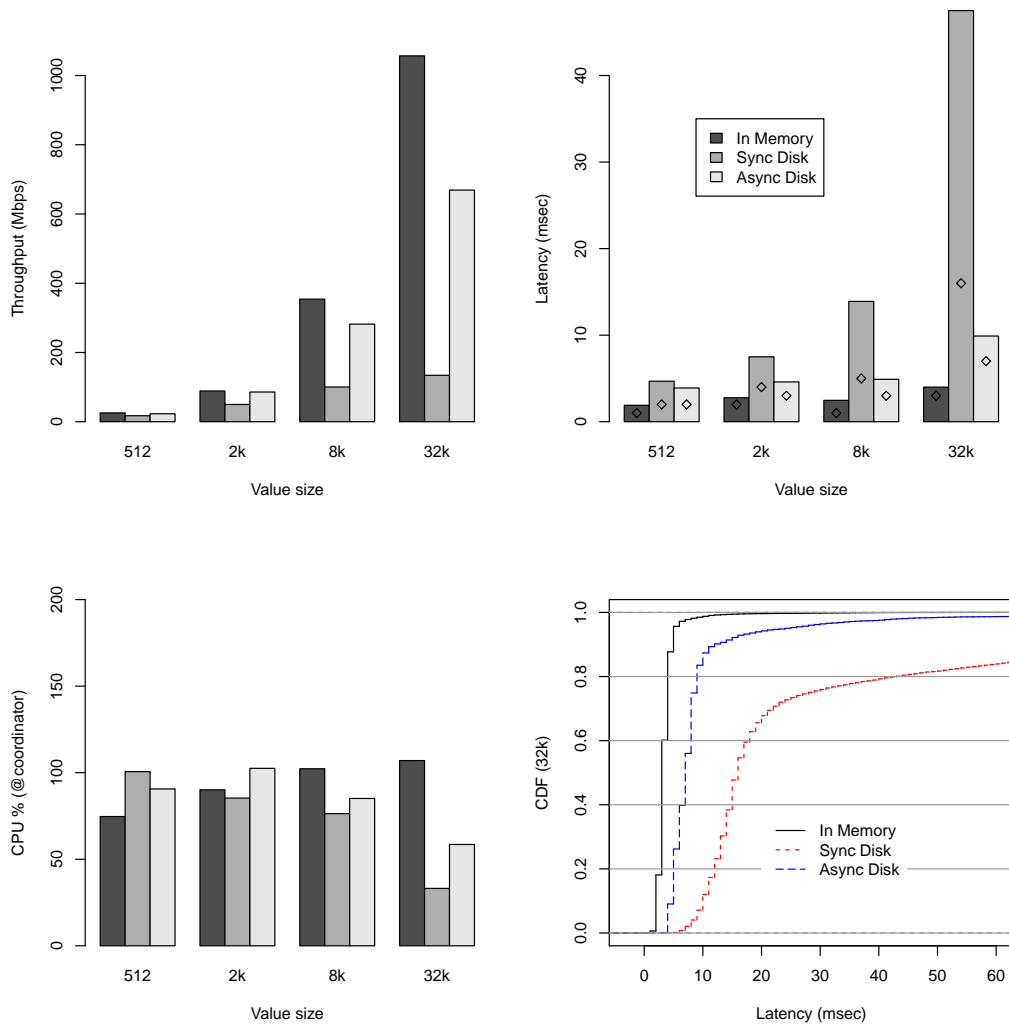 Throughput (Mbps)
0
200
400
600
800
1000
512
2k
8k
32k
Value size
Latency (msec)
0
10
20
30
40
In Memory
Sync Disk
Async Disk
512
2k
8k
32k
Value size
CPU % (@coordinator)
0
50
100
150
200
512
2k
8k
32k
Value size
CDF (32k)
0.0
0.2
0.4
0.6
0.8
1.0
In Memory
Sync Disk
Async Disk
0
10
20
30
40
50
60
Latency (msec)